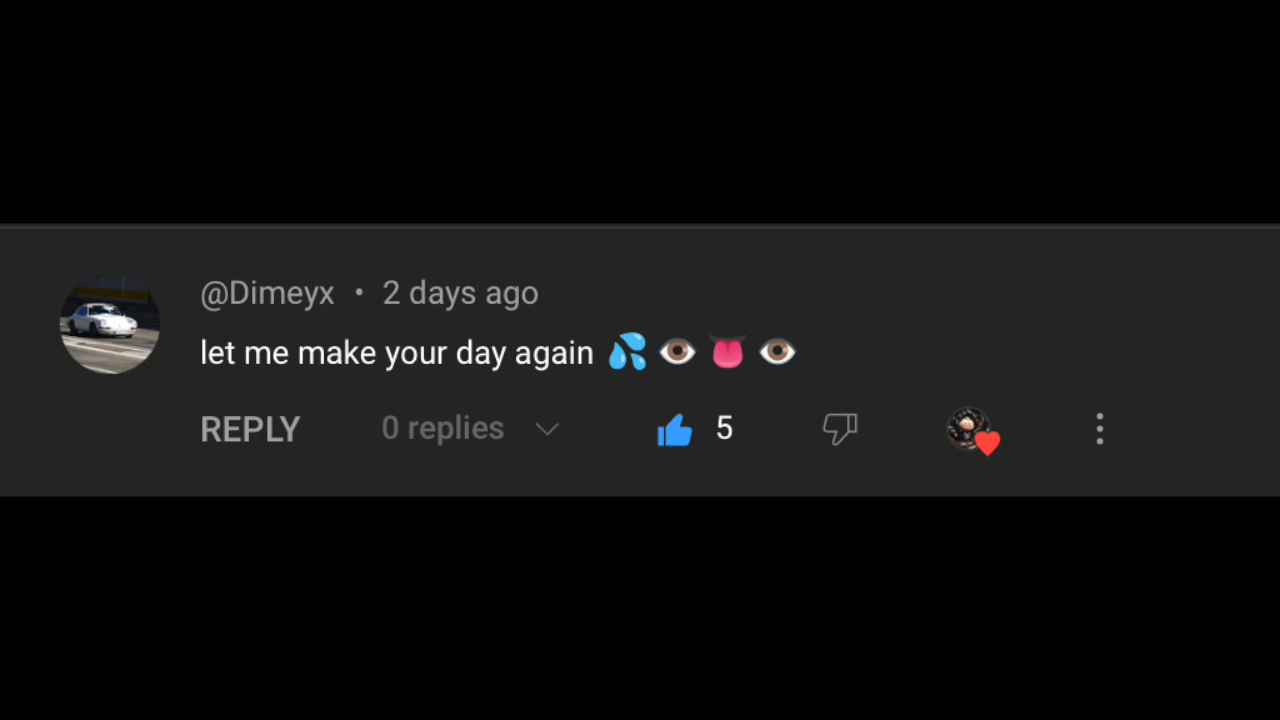 @Dimeyx • 2 days ago
let me make your day again 💦👁️👅👁️
REPLY 0 replies 5